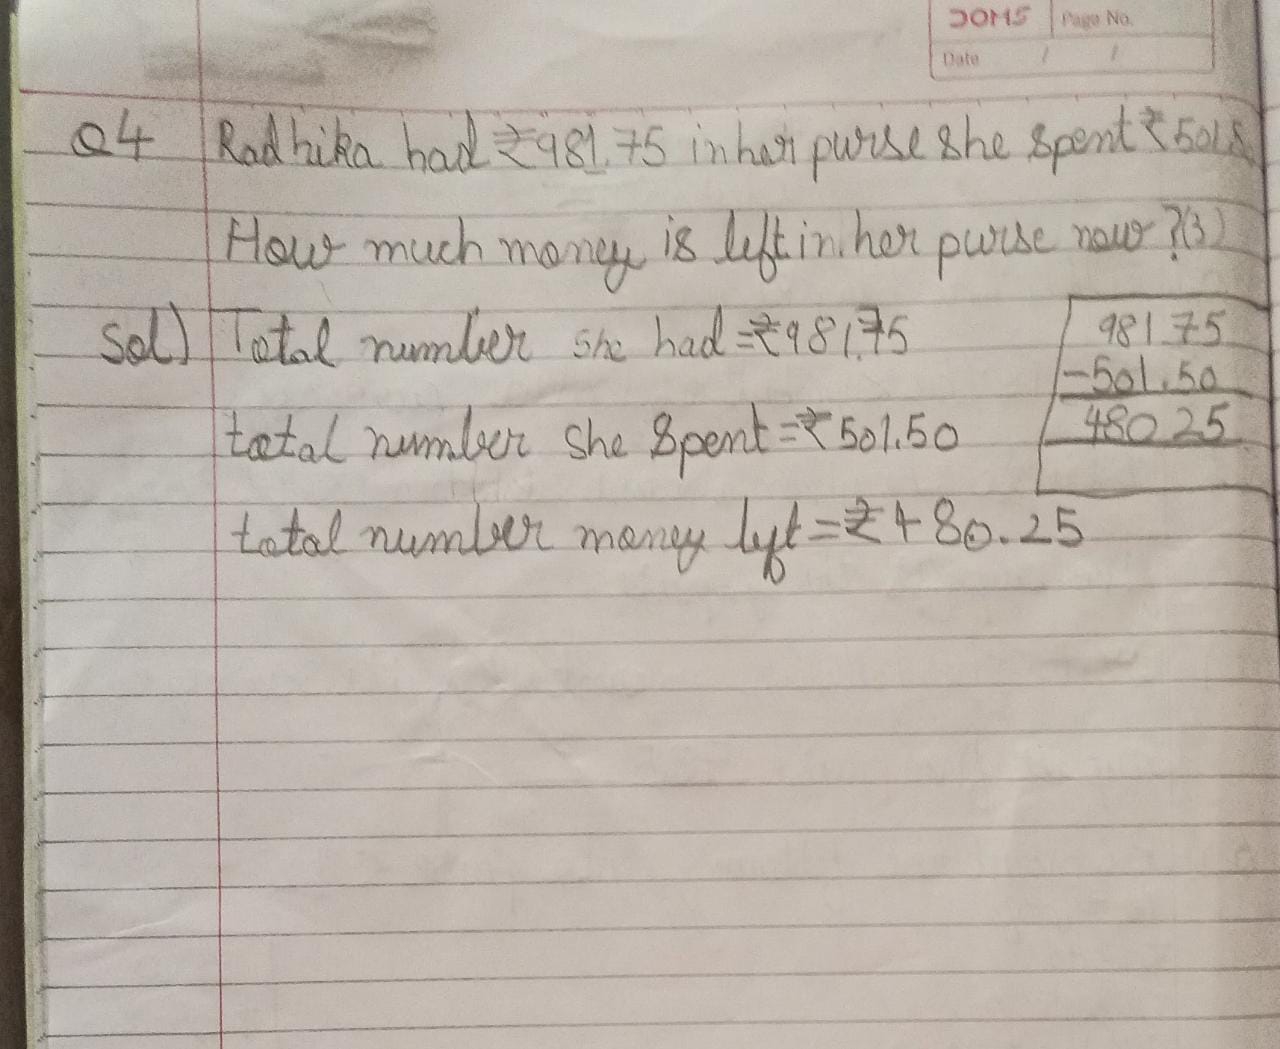 DOMS Page No.
Date / /
Q4 Radhika had ₹981.75 in her purse she spent ₹501.5
How much money is left in her purse now ?(3)
Sol) Total number she had = ₹981.75
981.75
-501.50
480 25
total number she spent = ₹501.50
total number money lyt = ₹480.25